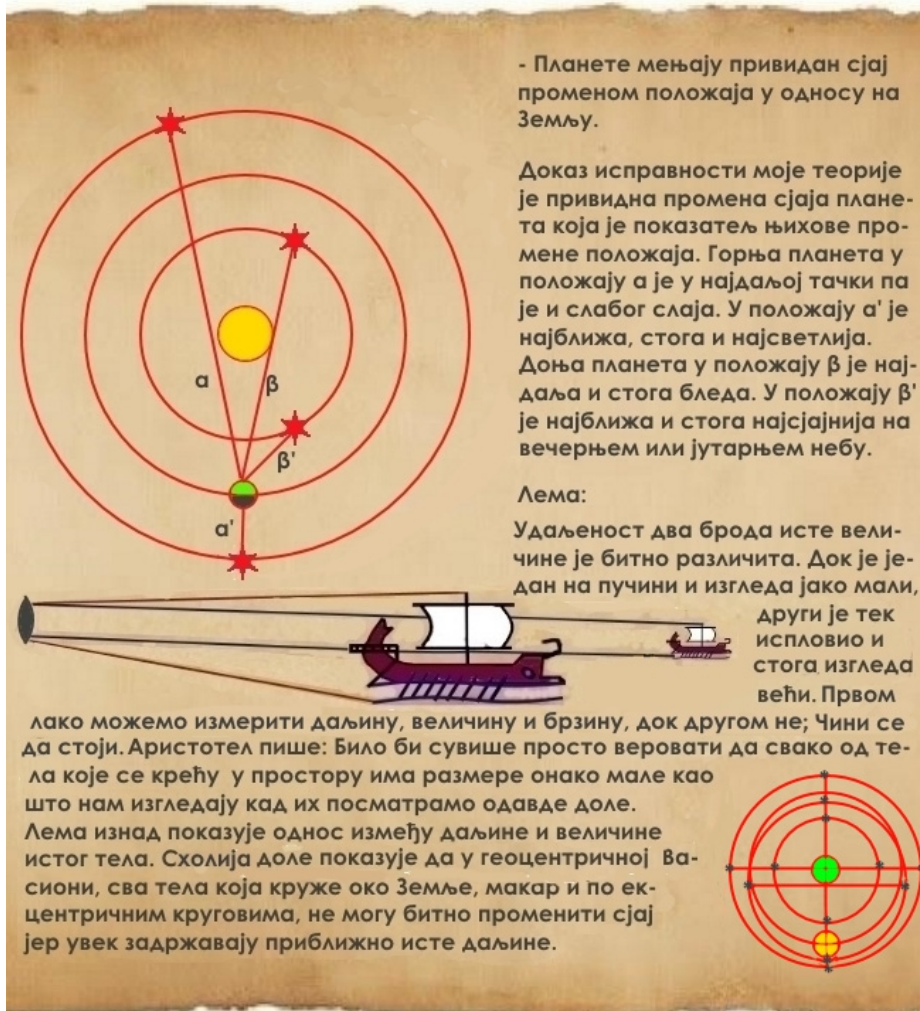 - Планете мењају привидан сјај
променом положаја у односу на
Земљу.
Доказ исправности моје теорије
је привидна промена сјаја плане-
та која је показатељ њихове про-
мене положаја. Горња планета у
положају α је у најдаљој тачки па
је и слабог слаја. У положају α' је
најближа, стога и најсветлија.
Доња планета у положају β је нај-
даља и стога бледа. У положају β'
је најближа и стога најсјајнија на
вечерњем или јутарњем небу.
α
β
β'
α'
Лема:
Удаљеност два брода исте вели-
чине је битно различита. Док је је-
дан на пучини и изгледа јако мали,
други је тек
испловио и
стога изгледа
већи. Првом
лако можемо измерити даљину, величину и брзину, док другом не; Чини се
да стоји. Аристотел пише: Било би сувише просто веровати да свако од те-
ла које се крећу у простору има размере онако мале као
што нам изгледају кад их посматрамо одавде доле.
Лема изнад показује однос између даљине и величине
истог тела. Схолија доле показује да у геоцентричној Ва-
сиони, сва тела која круже око Земље, макар и по ек-
центричним круговима, не могу битно променити сјај
јер увек задржавају приближно исте даљине.